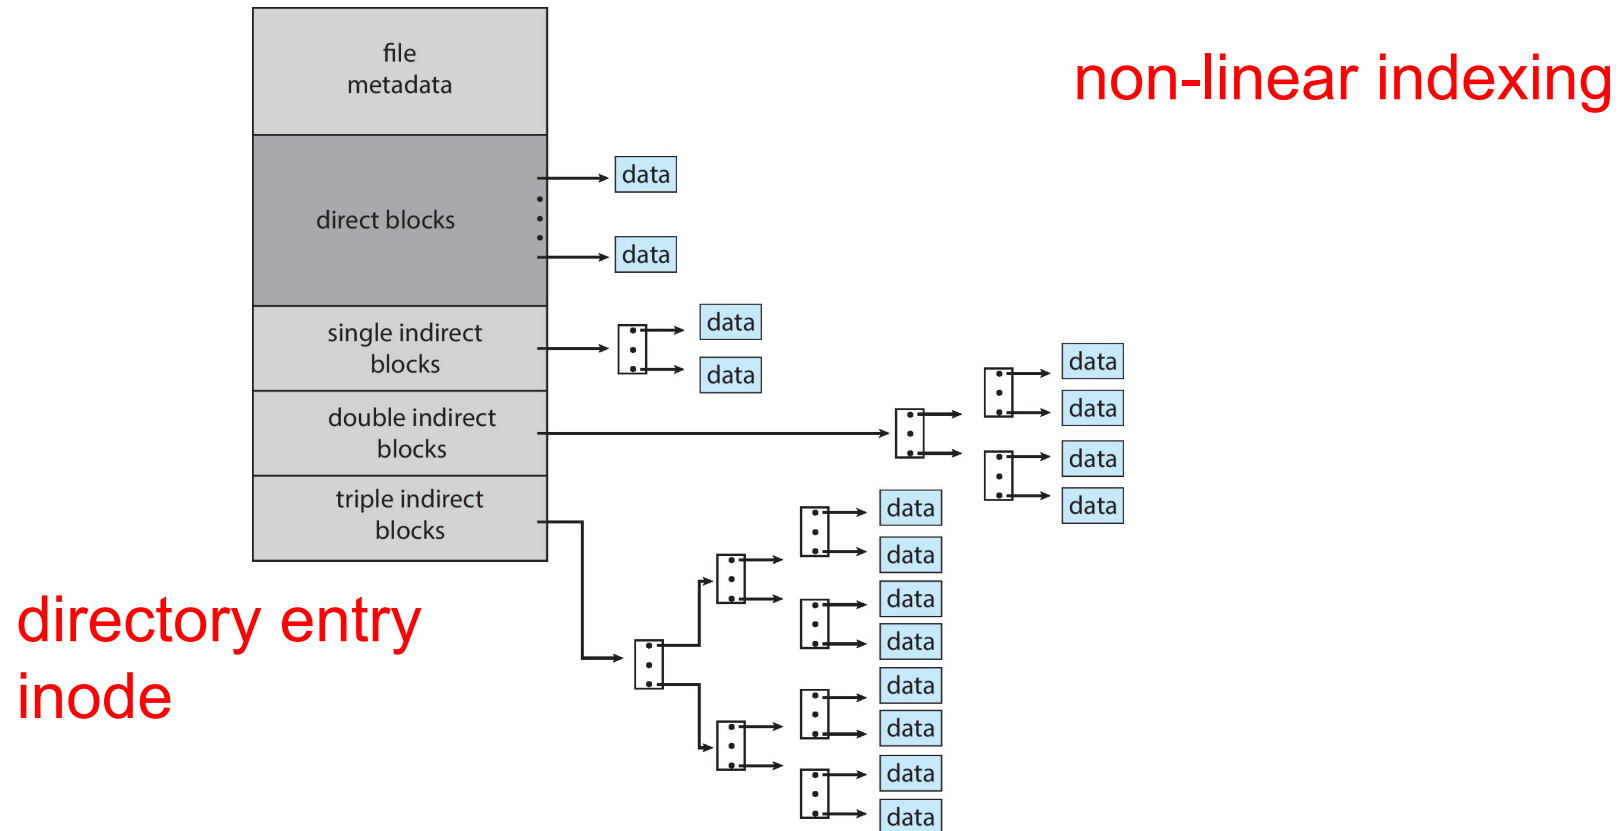 file
metadata
non-linear indexing
data
direct blocks
data
single indirect
blocks
data
data
double indirect
blocks
data
data
data
data
triple indirect
blocks
data
data
data
data
data
data
data
data
directory entry
inode